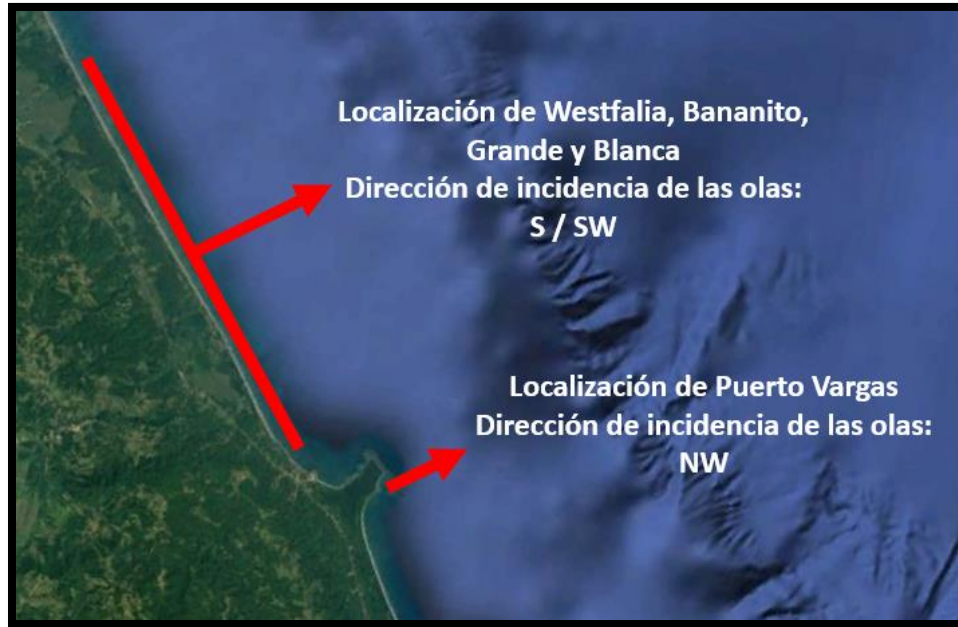 Localización de Westfalia, Bananito,
Grande y Blanca
Dirección de incidencia de las olas:
S / SW
Localización de Puerto Vargas
Dirección de incidencia de las olas:
NW